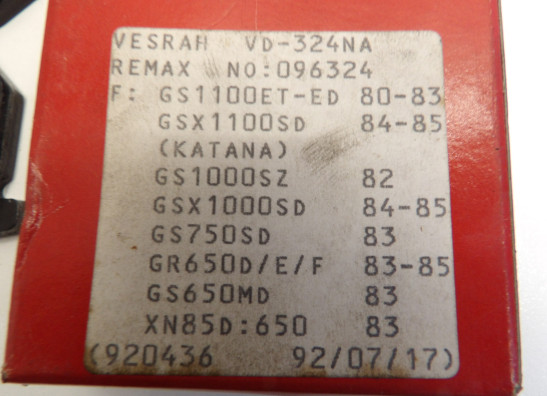 VESRAH VD-324NA
REMAX NO:096324
F: GS1100ET-ED 80-83
GSX1100SD 84-85
(KATANA)
GS1000SZ 82
GSX1000SD 84-85
GS750SD 83
GR650D/E/F 83-85
GS650MD 83
XN85D:650 83
(920436 92/07/17)